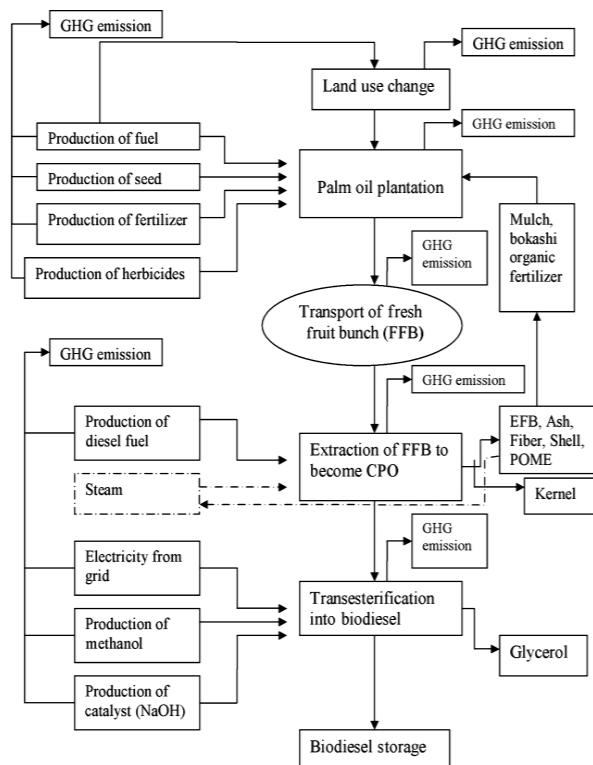 GHG emission
GHG emission
Land use change
GHG emission
Production of fuel
Production of seed
Production of fertilizer
Production of herbicides
Palm oil plantation
Mulch,
bokashi
organic
fertilizer
GHG
emission
Transport of fresh
fruit bunch (FFB)
GHG emission
GHG emission
Production of
diesel fuel
Steam
Extraction of FFB to
become CPO
EFB, Ash,
Fiber, Shell,
POME
Kernel
GHG
emission
Electricity from
grid
Production of
methanol
Production of
catalyst (NaOH)
Transesterification
into biodiesel
Glycerol
Biodiesel storage